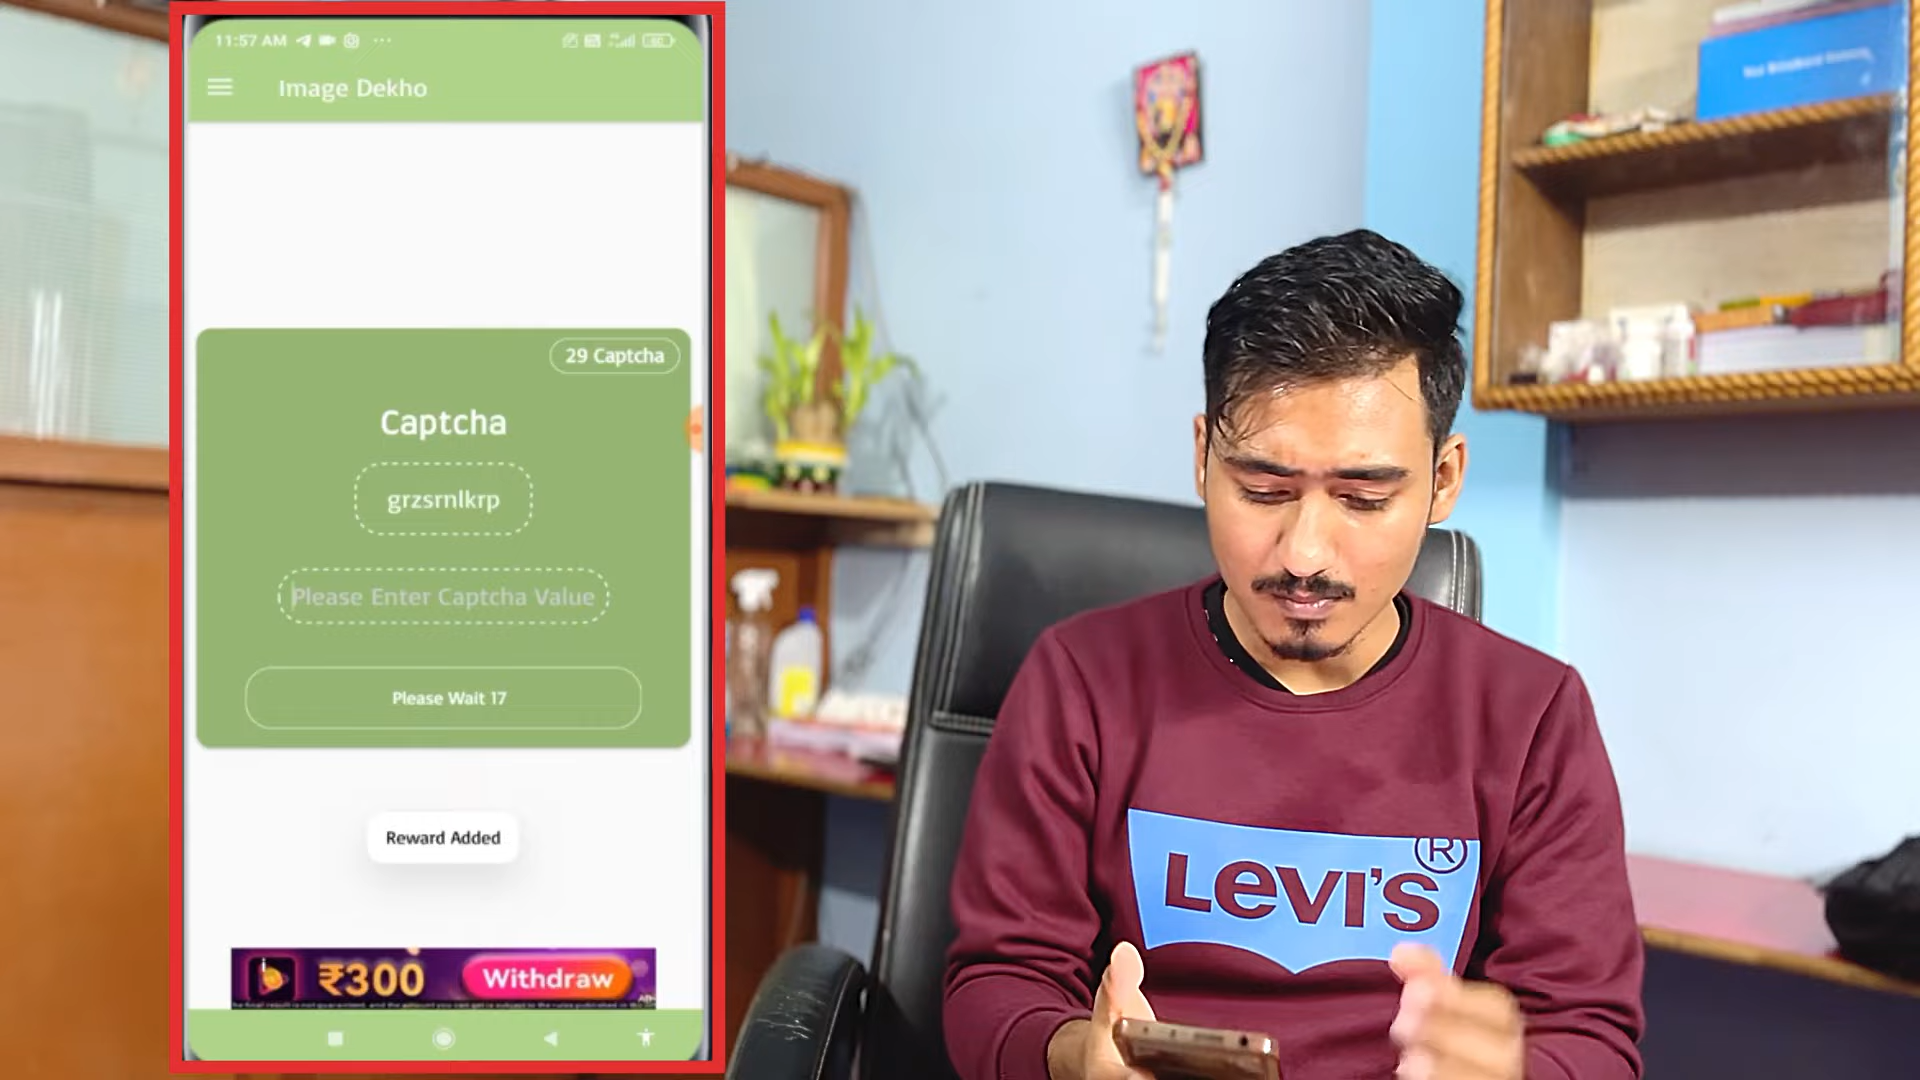 11:57 AM
Image Dekho
29 Captcha
Captcha
grzsrnlkrp
Please Enter Captcha Value
Please Wait 17
Reward Added
₹300 Withdraw
LEVI'S ®